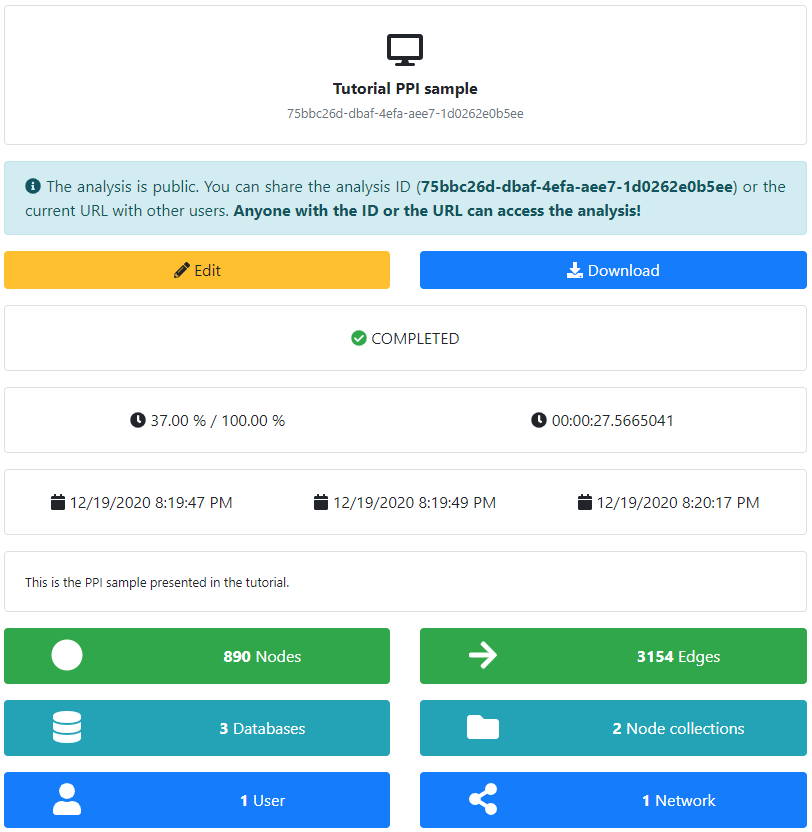 Tutorial PPI sample
75bbc26d-dbaf-4efa-aee7-1d0262e0b5ee
The analysis is public. You can share the analysis ID (75bbc26d-dbaf-4efa-aee7-1d0262e0b5ee) or the
current URL with other users. Anyone with the ID or the URL can access the analysis!
Edit
Download
COMPLETED
37.00 % / 100.00 %
00:00:27.5665041
12/19/2020 8:19:47 PM
12/19/2020 8:19:49 PM
12/19/2020 8:20:17 PM
This is the PPI sample presented in the tutorial.
890 Nodes
3154 Edges
3 Databases
2 Node collections
1 User
1 Network